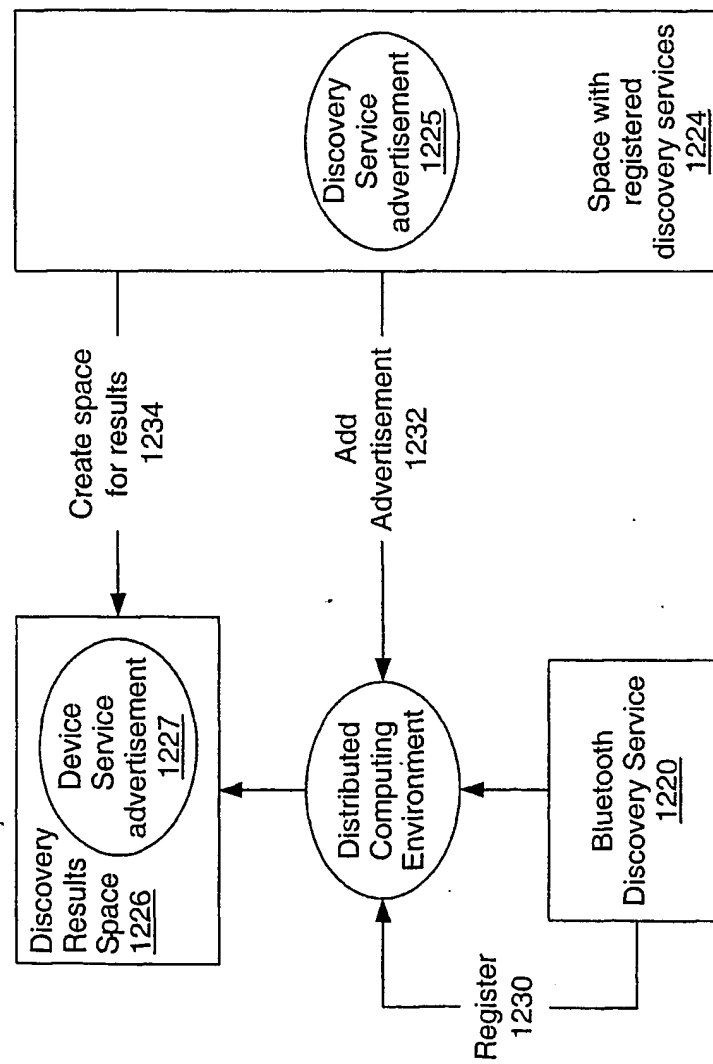 Discovery
Results
Space
1226
Device
Service
advertisement
1227
Create space
for results
1234
Discovery
Service
advertisement
1225
Space with
registered
discovery services
1224
Add
Advertisement
1232
Distributed
Computing
Environment
Register
1230
Bluetooth
Discovery Service
1220